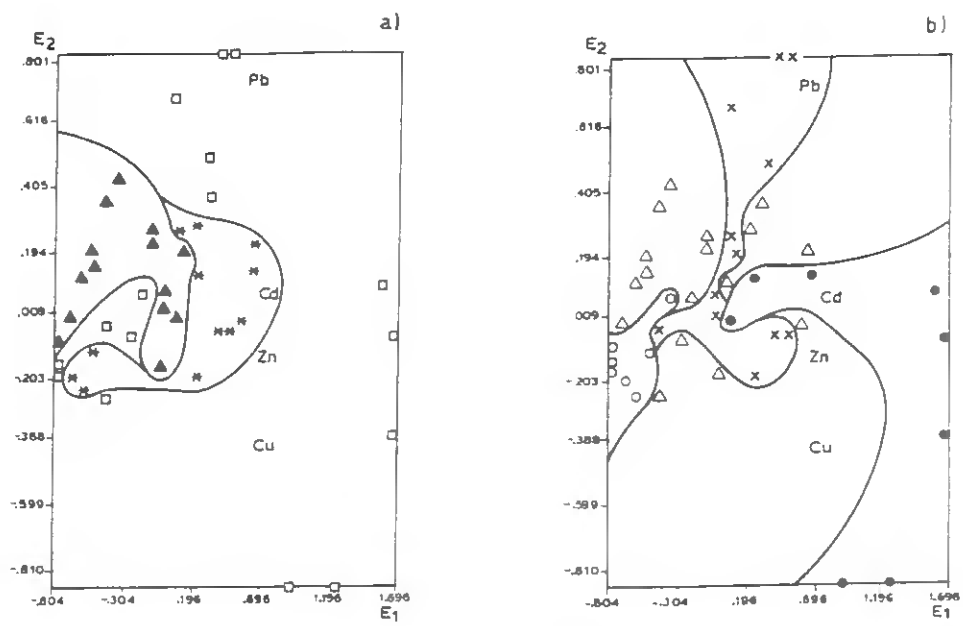 a)
E2
.801
.616
.405
.194
.009
-.203
-.388
-.599
-.810
Pb
Cd
Zn
Cu
-.804 -.304 .196 .696 1.196 1.696
E1
b)
E2
.801
.616
.405
.194
.009
-.203
-.388
-.599
-.810
Pb
Cd
Zn
Cu
-.804 -.304 .196 .696 1.196 1.696
E1